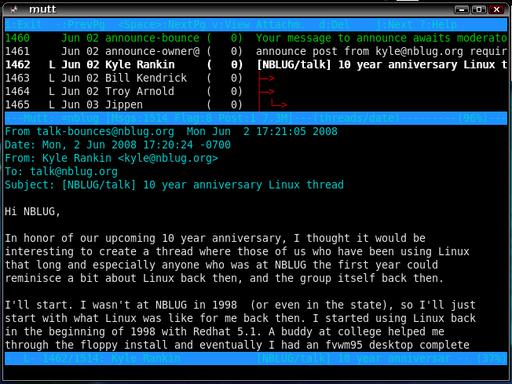 mutt
q:Exit  -:PrevPg  <Space>:NextPg v:View Attachm.  d:Del  r:Next ?:Help
1460      Jun 02 announce-bounce (   0)  Your message to announce awaits moderato
1461      Jun 02 announce-owner@ (   0)  announce post from kyle@nblug.org requir
1462    L Jun 02 Kyle Rankin     (   0)  [NBLUG/talk] 10 year anniversary Linux t
1463    L Jun 02 Bill Kendrick   (   0)
1464    L Jun 02 Troy Arnold     (   0)
1465    L Jun 03 Jippen          (   0)
---Mutt: =nblug [Msgs:1514 Flag:8 Post:1 7.3M]---(threads/date)---------(96%)---
From talk-bounces@nblug.org  Mon Jun  2 17:21:05 2008
Date: Mon, 2 Jun 2008 17:20:24 -0700
From: Kyle Rankin <kyle@nblug.org>
To: talk@nblug.org
Subject: [NBLUG/talk] 10 year anniversary Linux thread
Hi NBLUG,
In honor of our upcoming 10 year anniversary, I thought it would be
interesting to create a thread where those of us who have been using Linux
that long and especially anyone who was at NBLUG the first year could
reminisce a bit about Linux back then, and the group itself back then.
I'll start. I wasn't at NBLUG in 1998  (or even in the state), so I'll just
start with what Linux was like for me back then. I started using Linux back
in the beginning of 1998 with Redhat 5.1. A buddy at college helped me
through the floppy install and eventually I had an fvwm95 desktop complete
L- 1462/1514: Kyle Rankin          [NBLUG/talk] 10 year anniversar -- (37%)